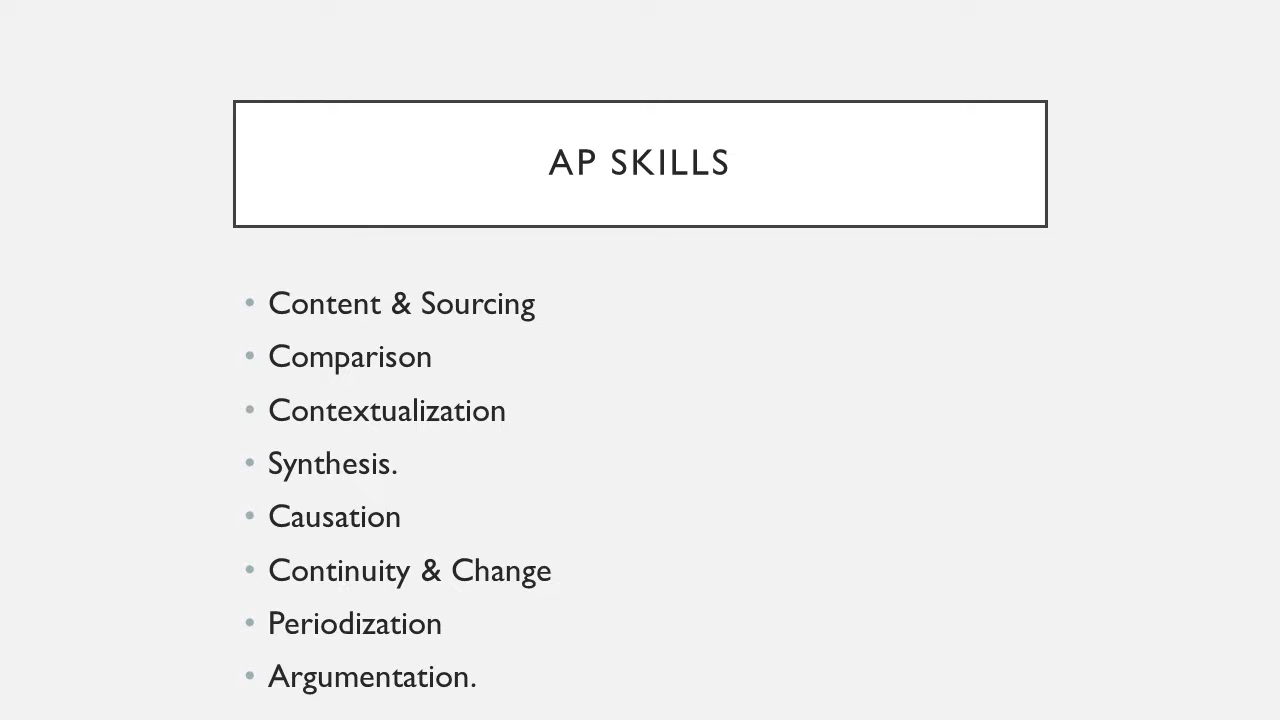 AP SKILLS
• Content & Sourcing
• Comparison
• Contextualization
• Synthesis.
• Causation
• Continuity & Change
• Periodization
• Argumentation.